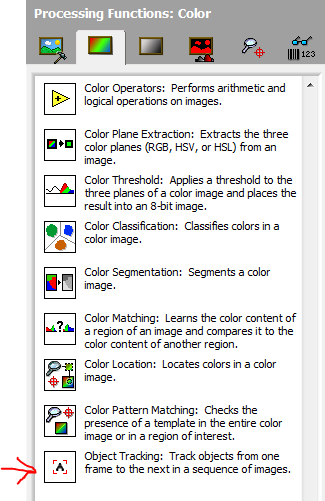 Processing Functions: Color
123
Color Operators: Performs arithmetic and
logical operations on images.
Color Plane Extraction: Extracts the three
color planes (RGB, HSV, or HSL) from an
image.
Color Threshold: Applies a threshold to the
three planes of a color image and places the
result into an 8-bit image.
Color Classification: Classifies colors in a
color image.
Color Segmentation: Segments a color
image.
?
Color Matching: Learns the color content of
a region of an image and compares it to the
color content of another region.
Color Location: Locates colors in a color
image.
Color Pattern Matching: Checks the
presence of a template in the entire color
image or in a region of interest.
A
Object Tracking: Track objects from one
frame to the next in a sequence of images.